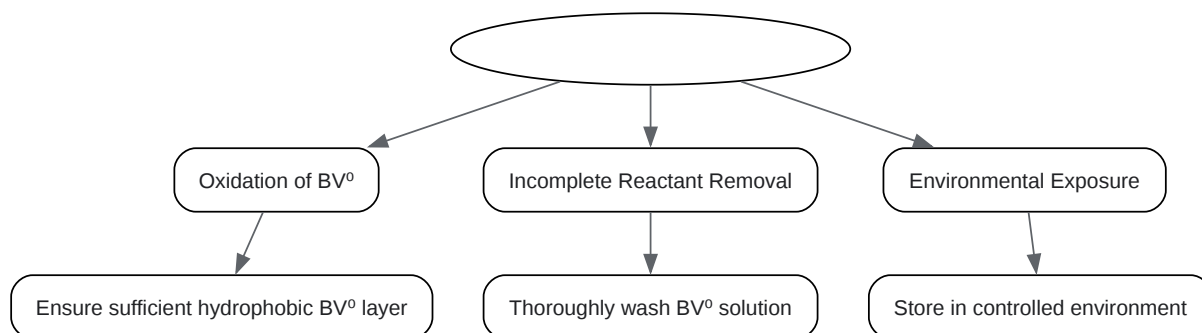 Oxidation of BV⁰
Incomplete Reactant Removal
Environmental Exposure
Ensure sufficient hydrophobic BV⁰ layer
Thoroughly wash BV⁰ solution
Store in controlled environment